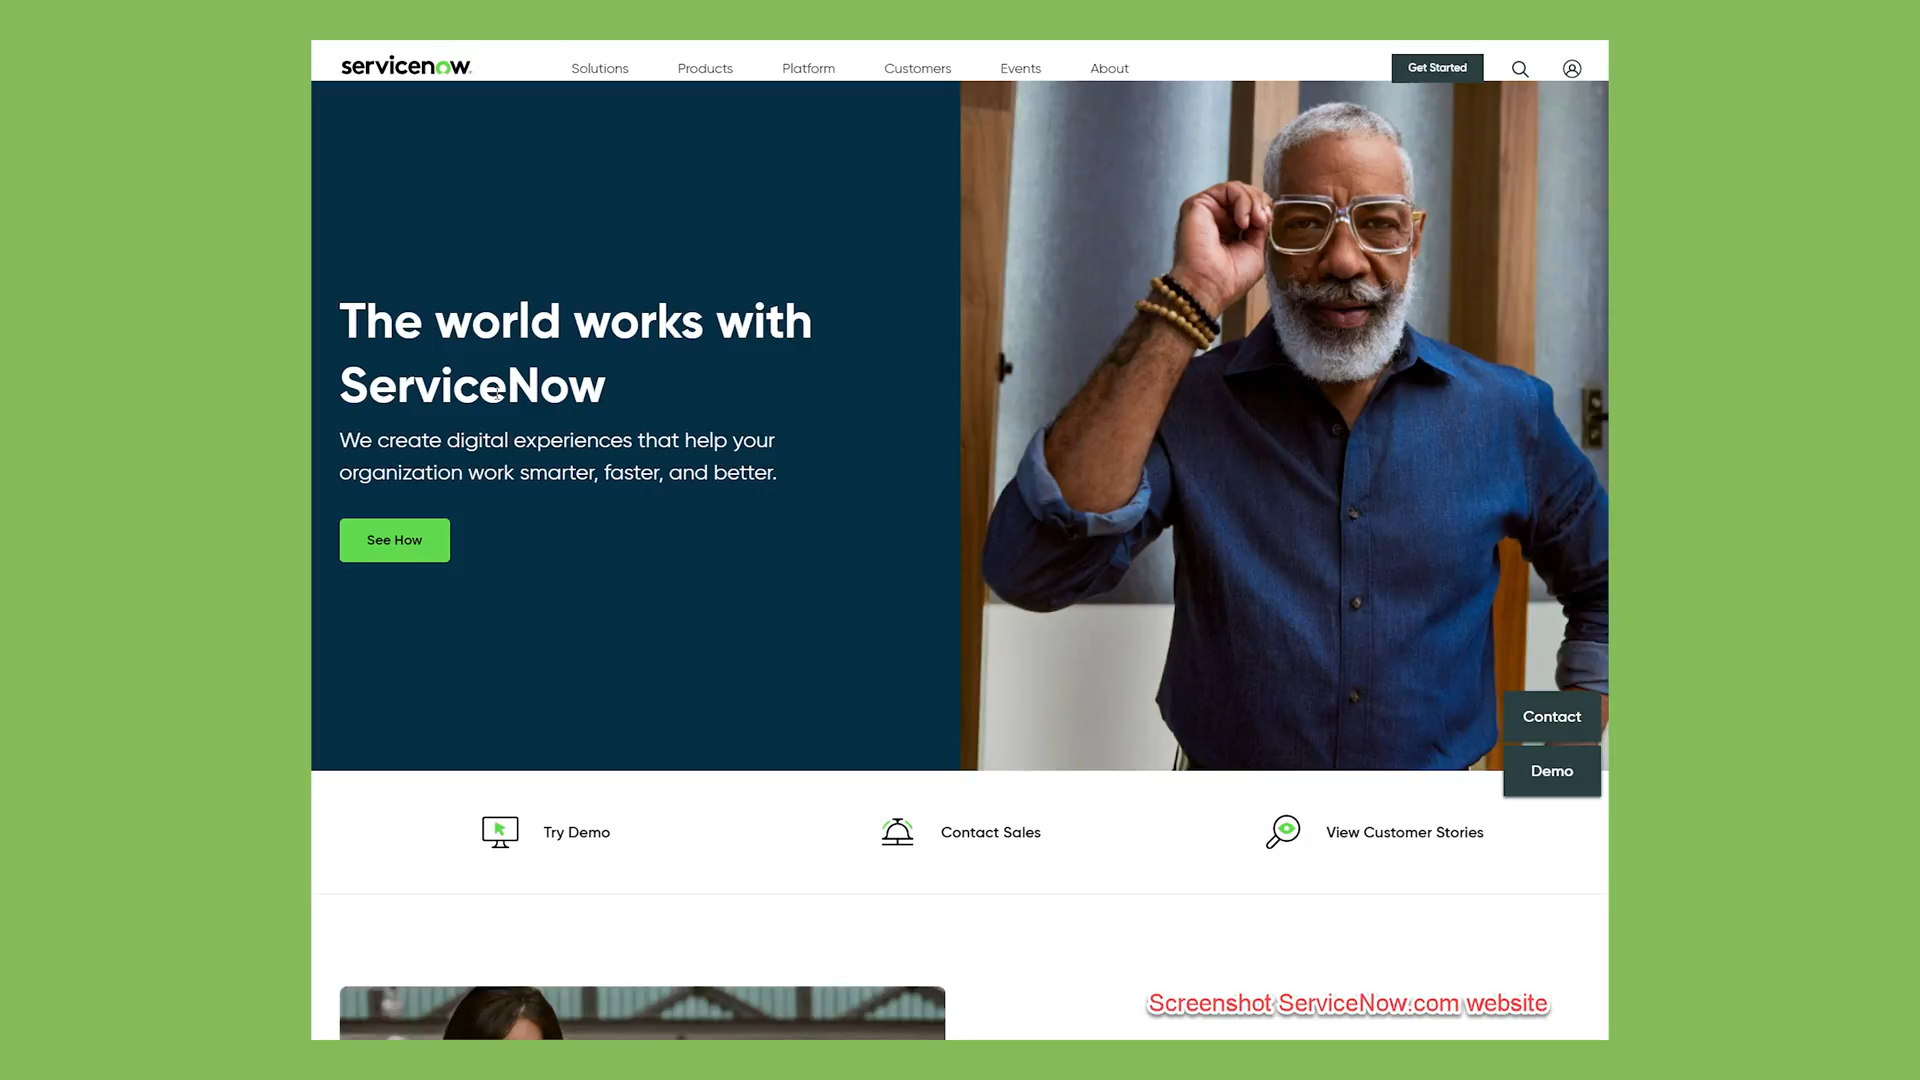 servicenow
Solutions
Products
Platform
Customers
Events
About
Get Started
The world works with
ServiceNow
We create digital experiences that help your
organization work smarter, faster, and better.
See How
Contact
Demo
Try Demo
Contact Sales
View Customer Stories
Screenshot ServiceNow.com website